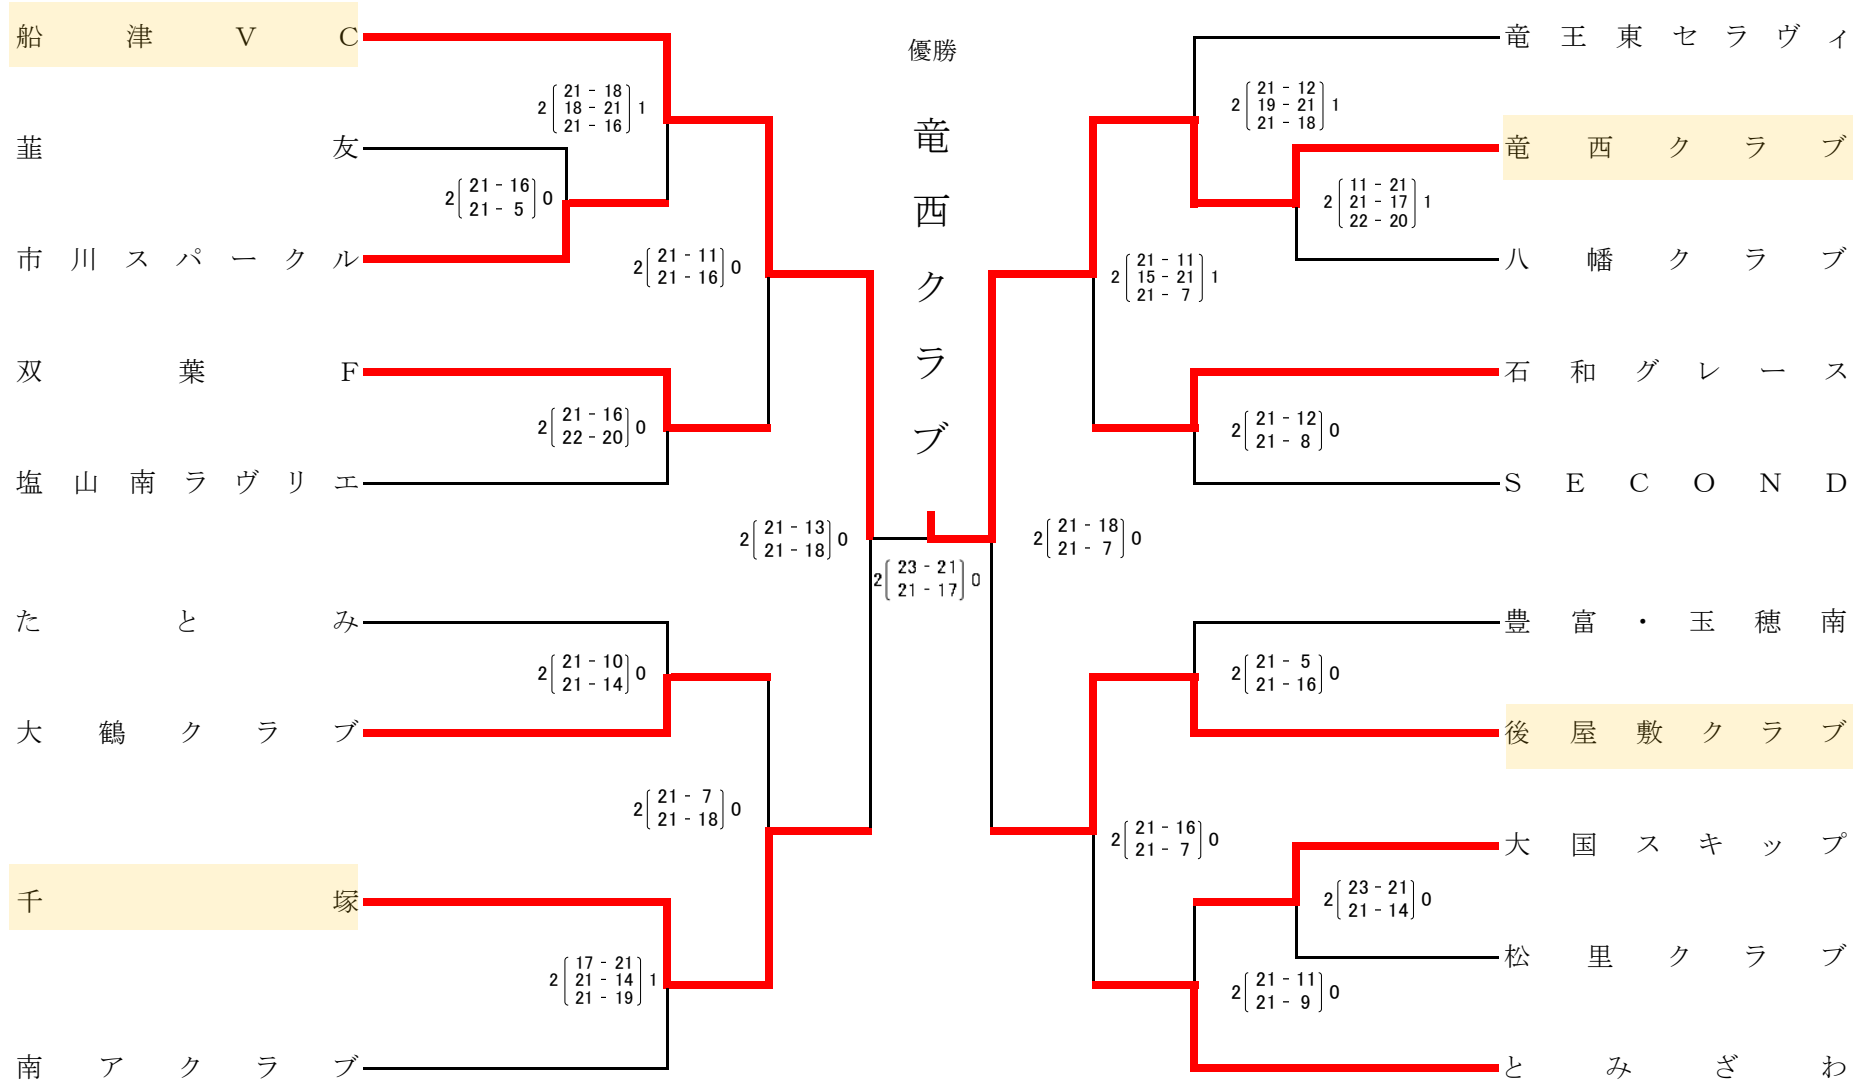 船津VC
韮友
市川スパークル
双葉F
塩山南ラヴリエ
たとみ
大鶴クラブ
千塚
南アクラブ
2 21 - 18 1
18 - 21
21 - 16
2 21 - 16 0
21 - 5
2 21 - 11 0
21 - 16
2 21 - 16 0
22 - 20
2 21 - 13 0
21 - 18
2 21 - 10 0
21 - 14
2 21 - 7 0
21 - 18
2 17 - 21 1
21 - 14
21 - 19
優勝
竜西クラブ
2 23 - 21 0
21 - 17
2 21 - 12 1
19 - 21
21 - 18
2 11 - 21 1
21 - 17
22 - 20
2 21 - 11 1
15 - 21
21 - 7
2 21 - 12 0
21 - 8
2 21 - 18 0
21 - 7
2 21 - 5 0
21 - 16
2 21 - 16 0
21 - 7
2 23 - 21 0
21 - 14
2 21 - 11 0
21 - 9
竜王東セラヴィ
竜西クラブ
八幡クラブ
石和グレース
SECOND
豊富・玉穂南
後屋敷クラブ
大国スキップ
松里クラブ
とみざわ